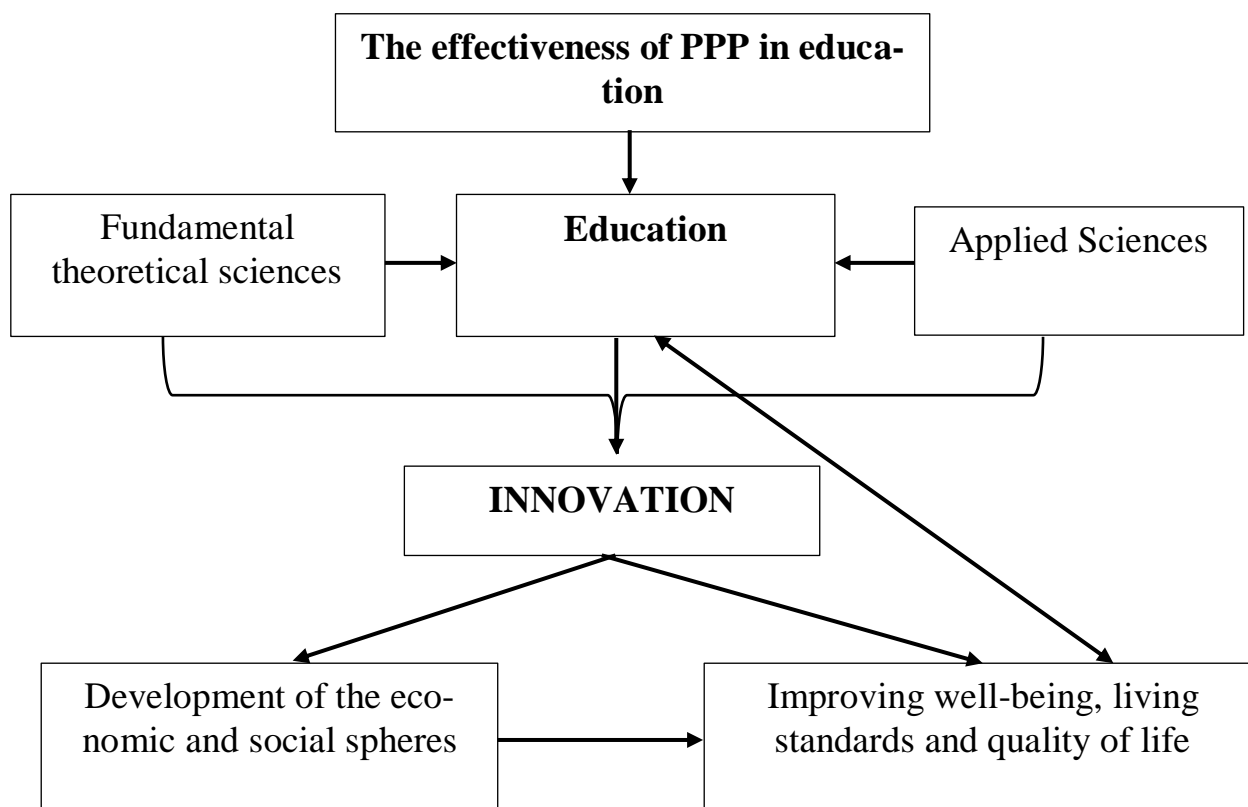 The effectiveness of PPP in educa-
tion
Fundamental
theoretical sciences
Education
Applied Sciences
INNOVATION
Development of the eco-
nomic and social spheres
Improving well-being, living
standards and quality of life